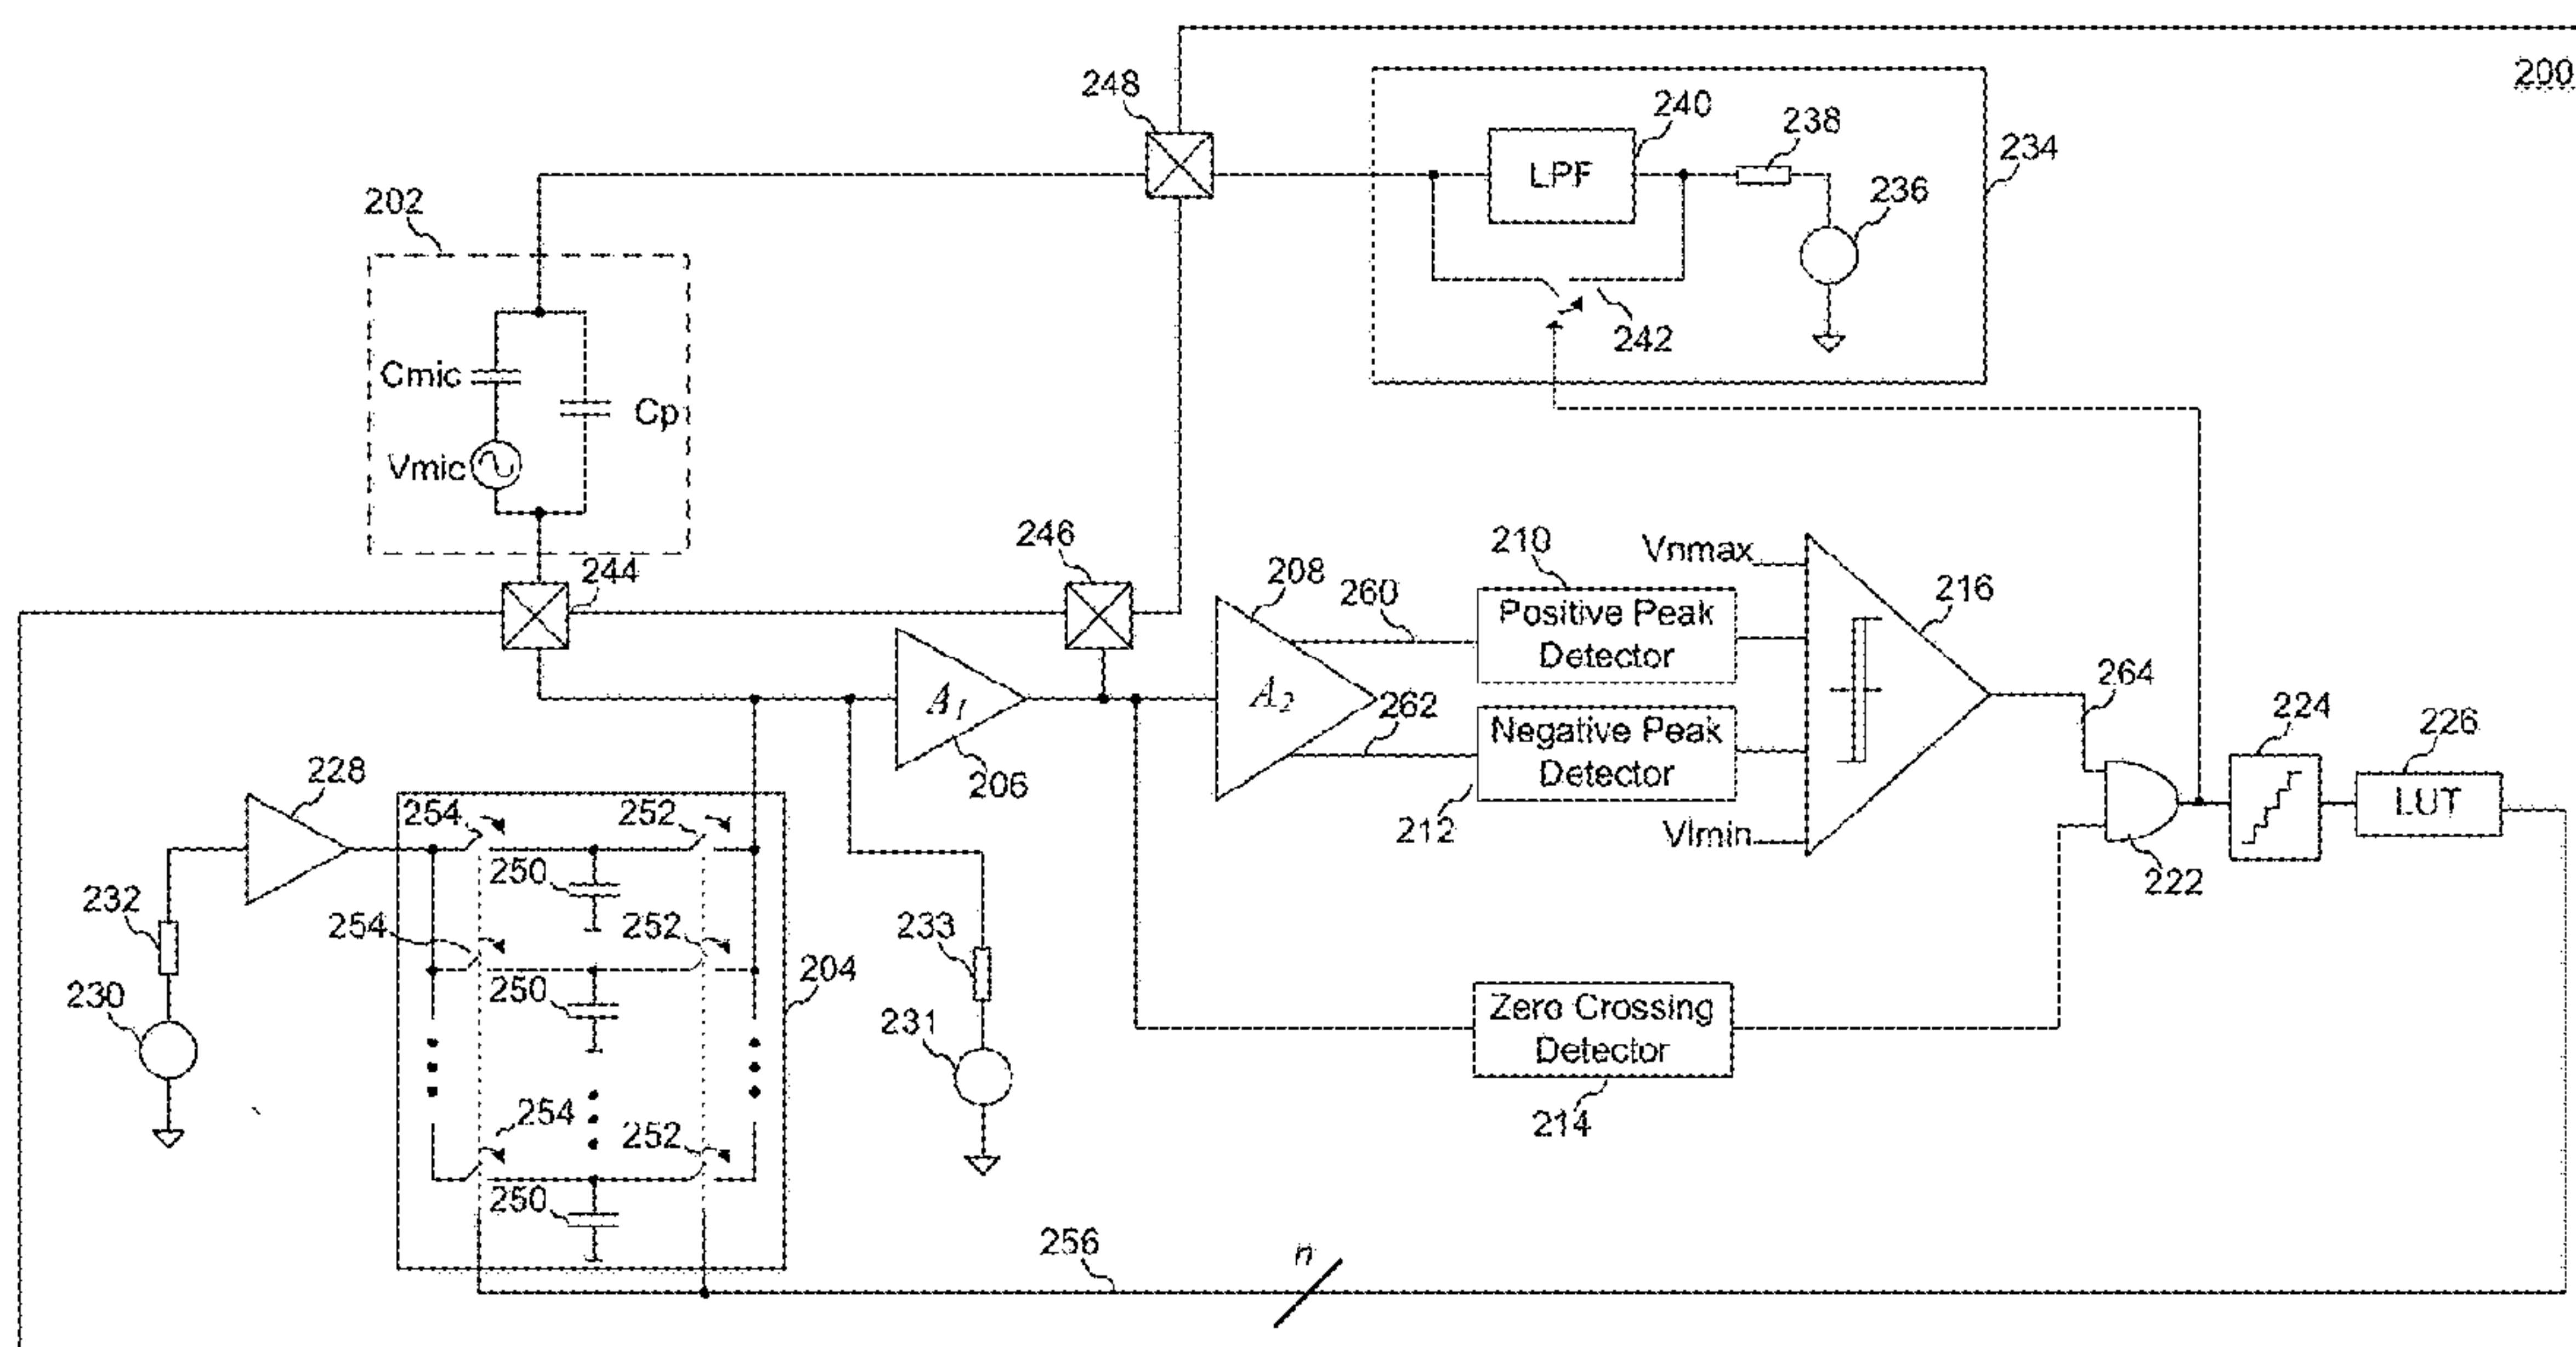 200
248
240
238
234
LPF
236
202
242
Cmic
Cp
Vmic
246
210
Vnmax
244
208
216
260
Positive Peak
Detector
264
A1
A2
262
224
226
Negative Peak
Detector
LUT
228
206
254
252
212
Vlmin
250
222
232
254
252
233
204
230
250
231
Zero Crossing
Detector
254
252
214
250
256
n